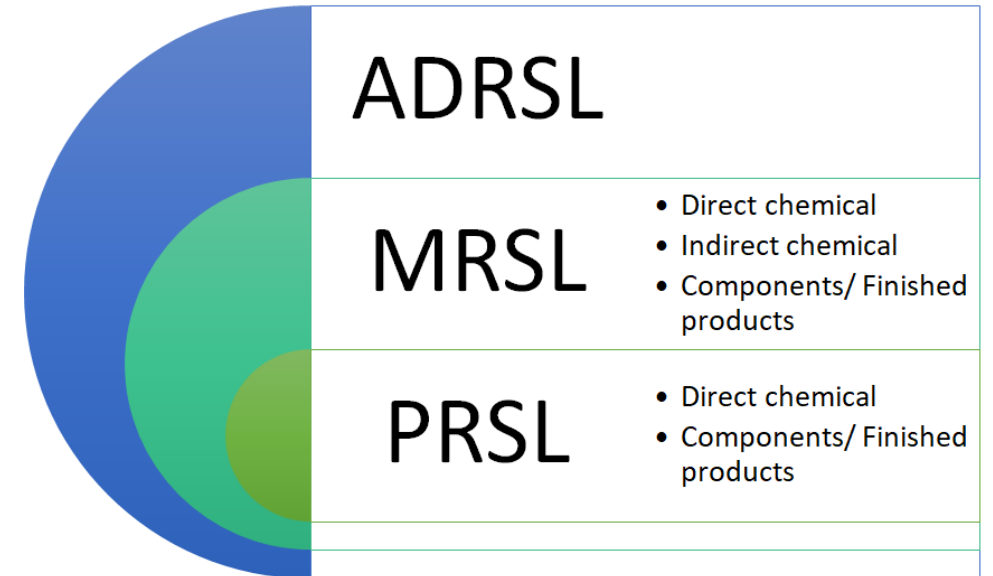 ADRSL
MRSL
• Direct chemical
• Indirect chemical
• Components/ Finished
products
PRSL
• Direct chemical
• Components/ Finished
products